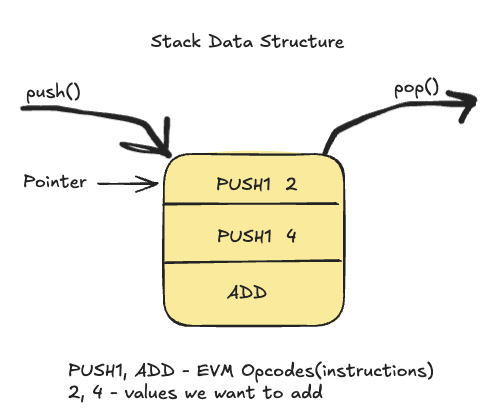 Stack Data Structure
push()
pop()
Pointer
PUSH1 2
PUSH1 4
ADD
PUSH1, ADD - EVM Opcodes(instructions)
2, 4 - values we want to add